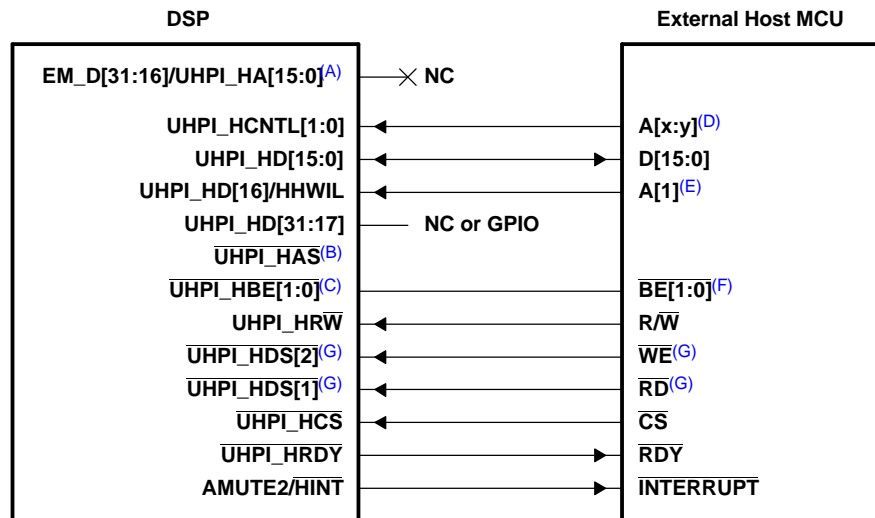 DSP External Host MCU
EM_D[31:16]/UHPI_HA[15:0](A) NC
UHPI_HCNTL[1:0] A[x:y](D)
UHPI_HD[15:0] D[15:0]
UHPI_HD[16]/HHWIL A[1](E)
UHPI_HD[31:17] NC or GPIO
UHPI_HAS(B)
UHPI_HBE[1:0](C) BE[1:0](F)
UHPI_HRW R/W
UHPI_HDS[2](G) WE(G)
UHPI_HDS[1](G) RD(G)
UHPI_HCS CS
UHPI_HRDY RDY
AMUTE2/HINT INTERRUPT